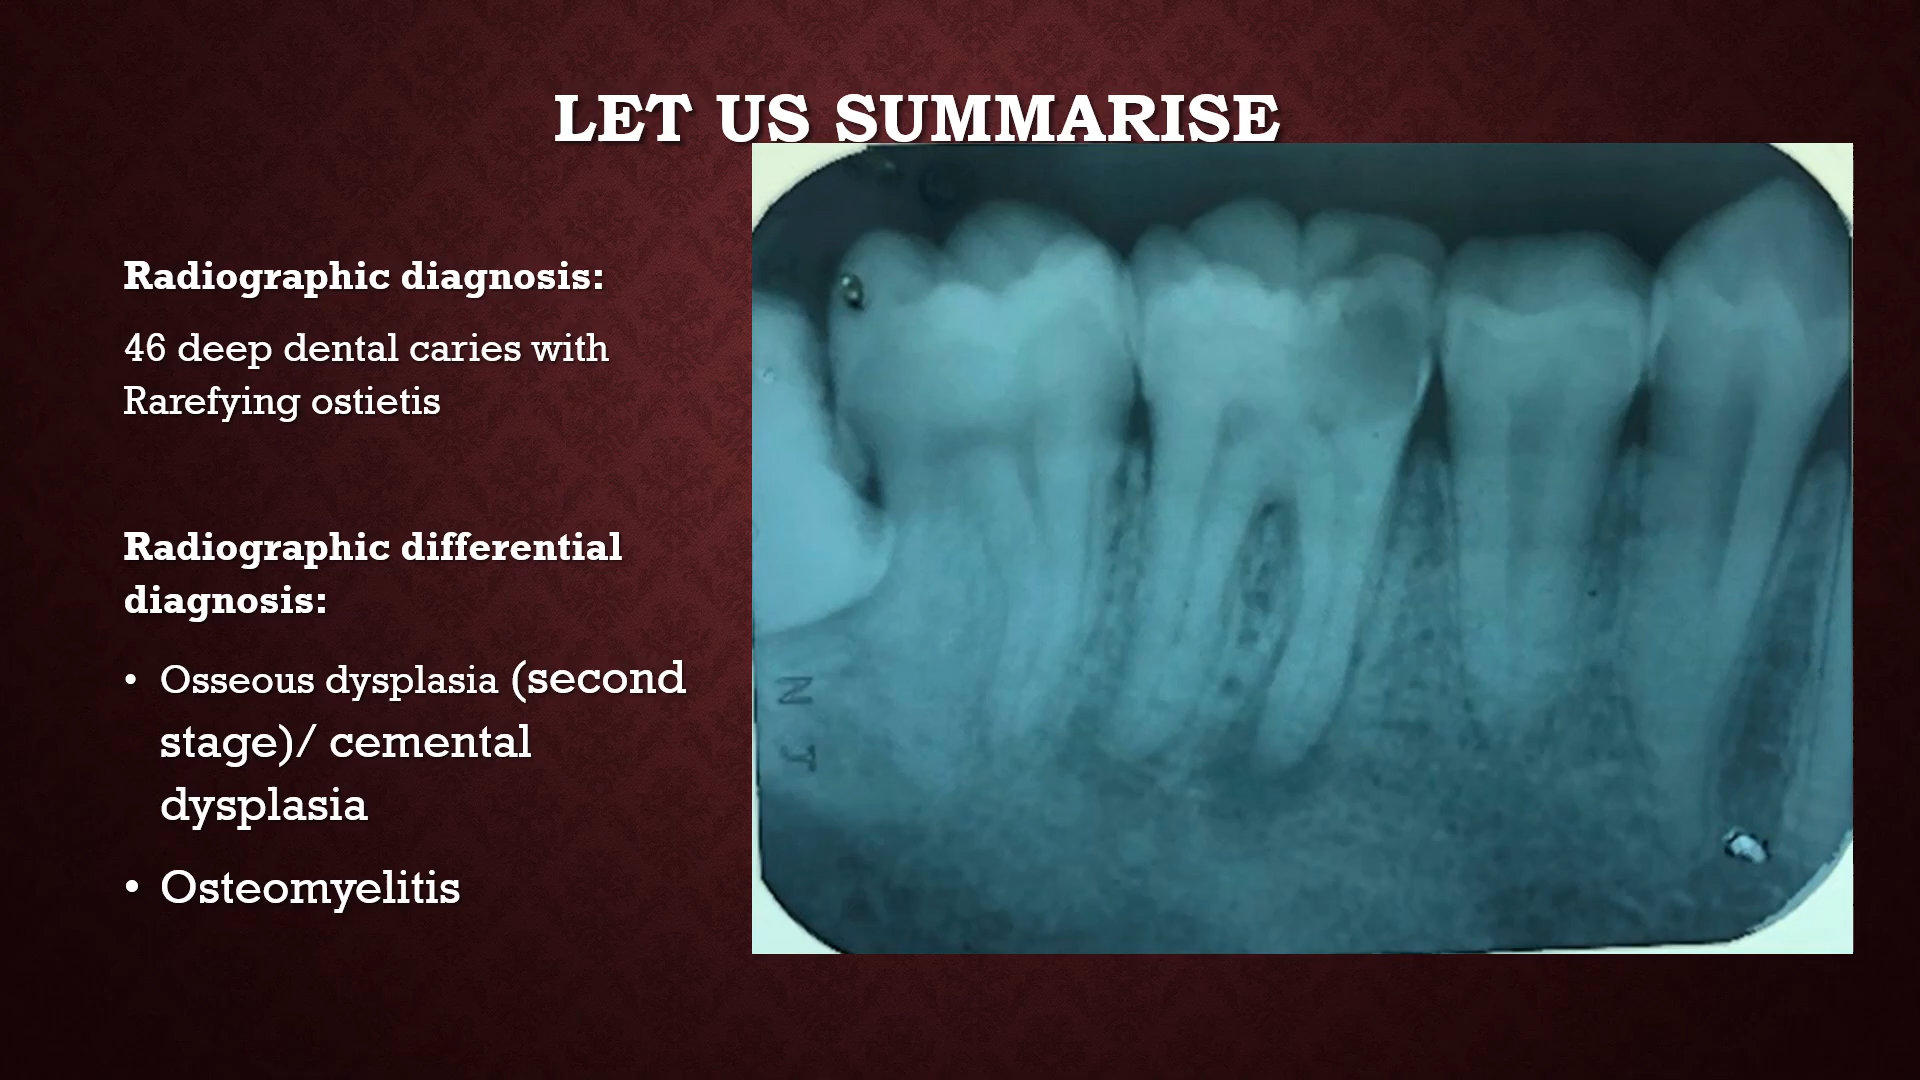 LET US SUMMARISE
Radiographic diagnosis:
46 deep dental caries with
Rarefying ostietis
Radiographic differential
diagnosis:
• Osseous dysplasia (second
stage)/ cemental
dysplasia
• Osteomyelitis